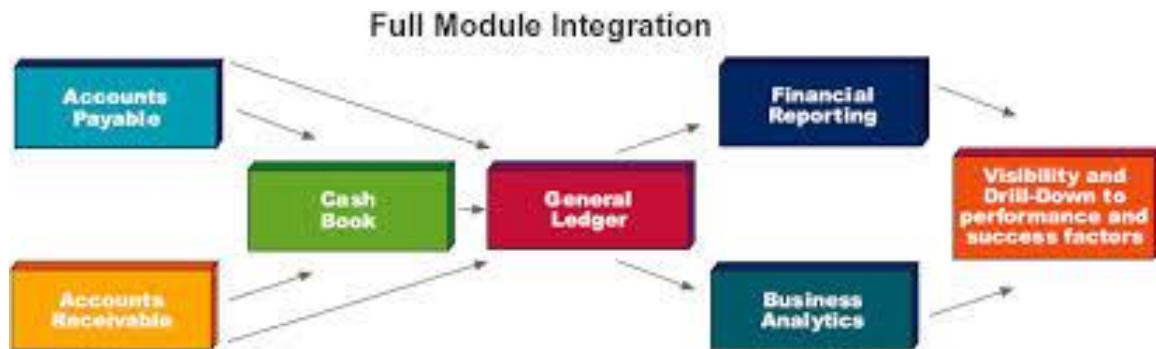 Full Module Integration
Accounts
Payable
Cash
Book
Accounts
Receivable
General
Ledger
Financial
Reporting
Business
Analytics
Visibility and
Drill-Down to
performance and
success factors